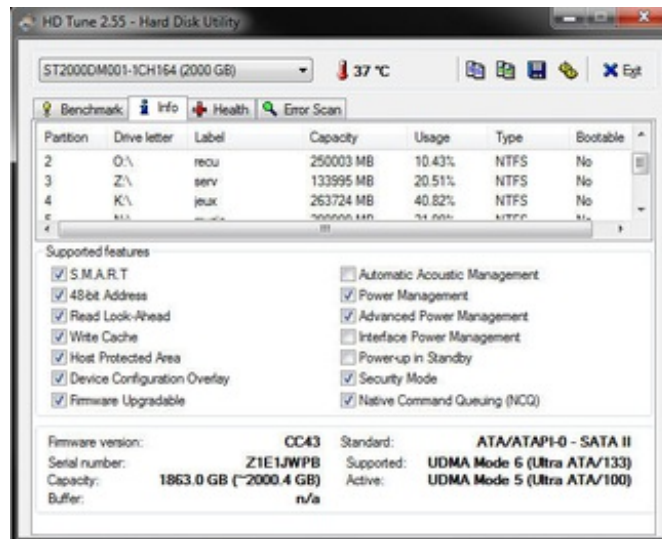 HD Tune 2.55 - Hard Disk Utility
ST2000DM001-1CH164 (2000 GB) 37 °C Exit
Benchmark Info Health Error Scan
Partition Drive letter Label Capacity Usage Type Bootable
2 O:\ recu 250003 MB 10.43% NTFS No
3 Z:\ serv 133995 MB 20.51% NTFS No
4 K:\ jeux 263724 MB 40.82% NTFS No
NTFS
Supported features
S.M.A.R.T Automatic Acoustic Management
48-bit Address Power Management
Read Look-Ahead Advanced Power Management
Write Cache Interface Power Management
Host Protected Area Power-up in Standby
Device Configuration Overlay Security Mode
Firmware Upgradable Native Command Queuing (NCQ)
Firmware version: CC43 Standard: ATA/ATAPI-0 - SATA II
Serial number: Z1E1JWPB Supported: UDMA Mode 6 (Ultra ATA/133)
Capacity: 1863.0 GB (~2000.4 GB) Active: UDMA Mode 5 (Ultra ATA/100)
Buffer: n/a